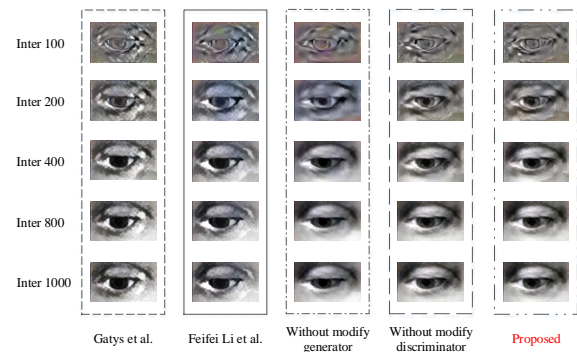 Inter 100
Inter 200
Inter 400
Inter 800
Inter 1000
Gatys et al.
Feifei Li et al.
Without modify
generator
Without modify
discriminator
Proposed